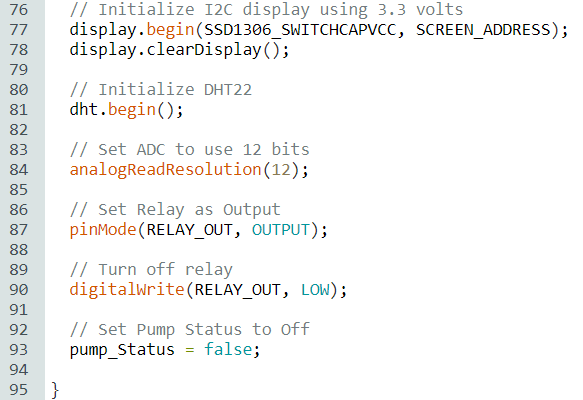 76 // Initialize I2C display using 3.3 volts
77 display.begin(SSD1306_SWITCHCAPVCC, SCREEN_ADDRESS);
78 display.clearDisplay();
79
80 // Initialize DHT22
81 dht.begin();
82
83 // Set ADC to use 12 bits
84 analogReadResolution(12);
85
86 // Set Relay as Output
87 pinMode(RELAY_OUT, OUTPUT);
88
89 // Turn off relay
90 digitalWrite(RELAY_OUT, LOW);
91
92 // Set Pump Status to Off
93 pump_Status = false;
94
95 }